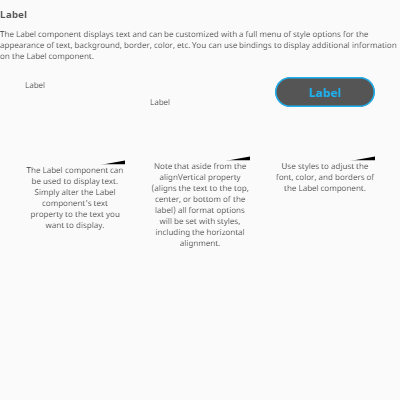 Label
The Label component displays text and can be customized with a full menu of style options for the
appearance of text, background, border, color, etc. You can use bindings to display additional information
on the Label component.
Label
Label
Label
The Label component can
be used to display text.
Simply alter the Label
component's text
property to the text you
want to display.
Note that aside from the
alignVertical property
(aligns the text to the top,
center, or bottom of the
label) all format options
will be set with styles,
including the horizontal
alignment.
Use styles to adjust the
font, color, and borders of
the Label component.